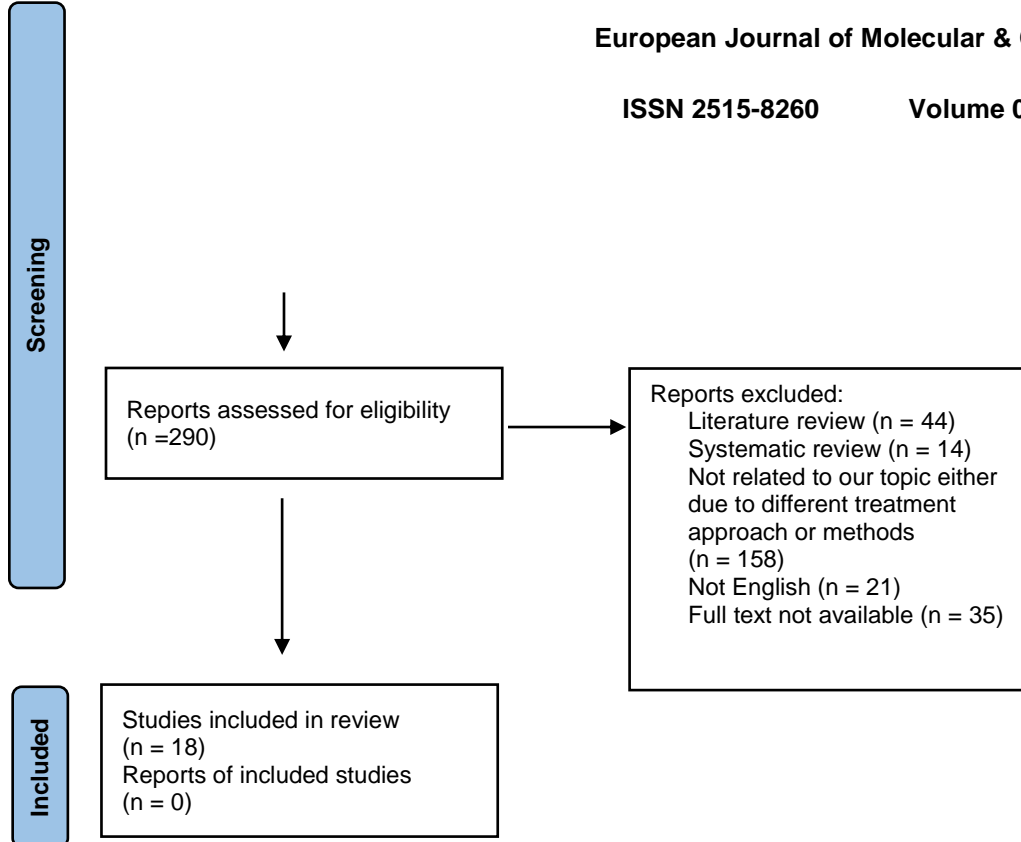 European Journal of Molecular &
ISSN 2515-8260 Volume
Screening
Reports assessed for eligibility
(n =290)
Reports excluded:
Literature review (n = 44)
Systematic review (n = 14)
Not related to our topic either
due to different treatment
approach or methods
(n = 158)
Not English (n = 21)
Full text not available (n = 35)
Included
Studies included in review
(n = 18)
Reports of included studies
(n = 0)